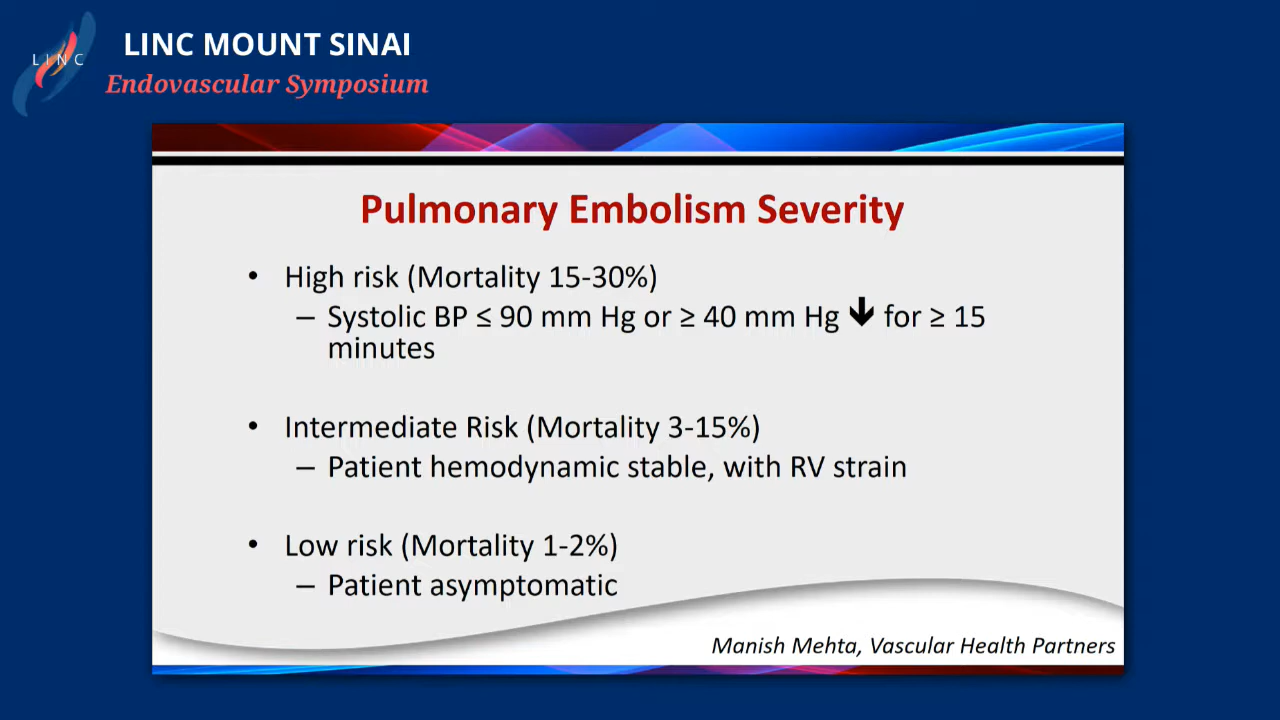 LINC
LINC MOUNT SINAI
Endovascular Symposium
Pulmonary Embolism Severity
• High risk (Mortality 15-30%)
– Systolic BP ≤ 90 mm Hg or ≥ 40 mm Hg 🡫 for ≥ 15
minutes
• Intermediate Risk (Mortality 3-15%)
– Patient hemodynamic stable, with RV strain
• Low risk (Mortality 1-2%)
– Patient asymptomatic
Manish Mehta, Vascular Health Partners